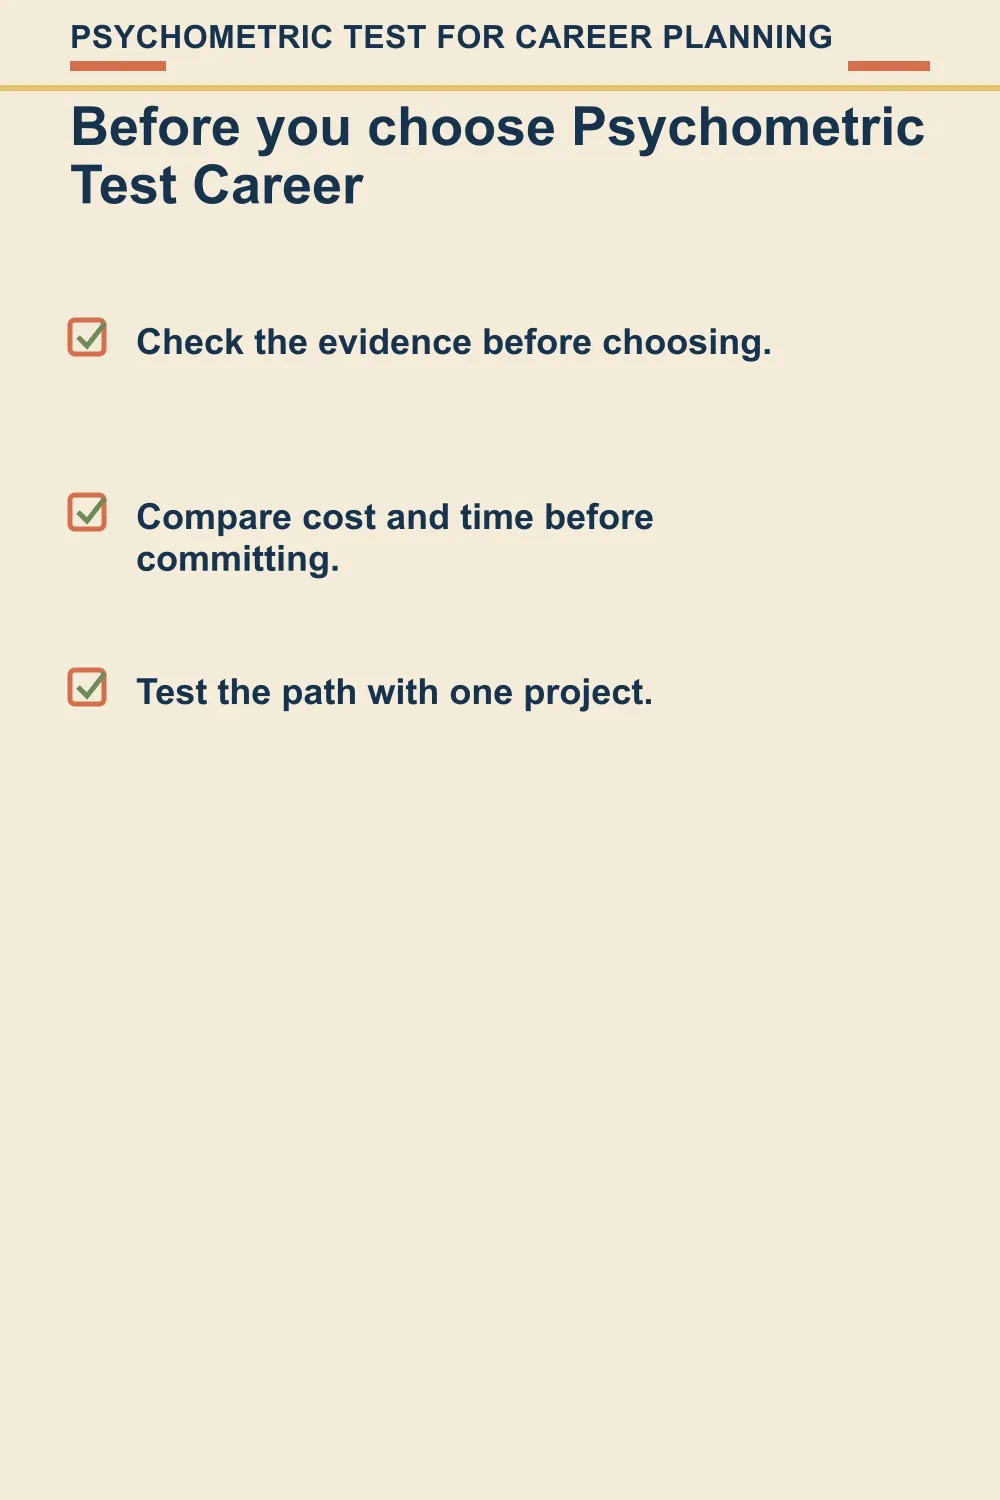 PSYCHOMETRIC TEST FOR CAREER PLANNING
Before you choose Psychometric
Test Career
Check the evidence before choosing.
Compare cost and time before
committing.
Test the path with one project.